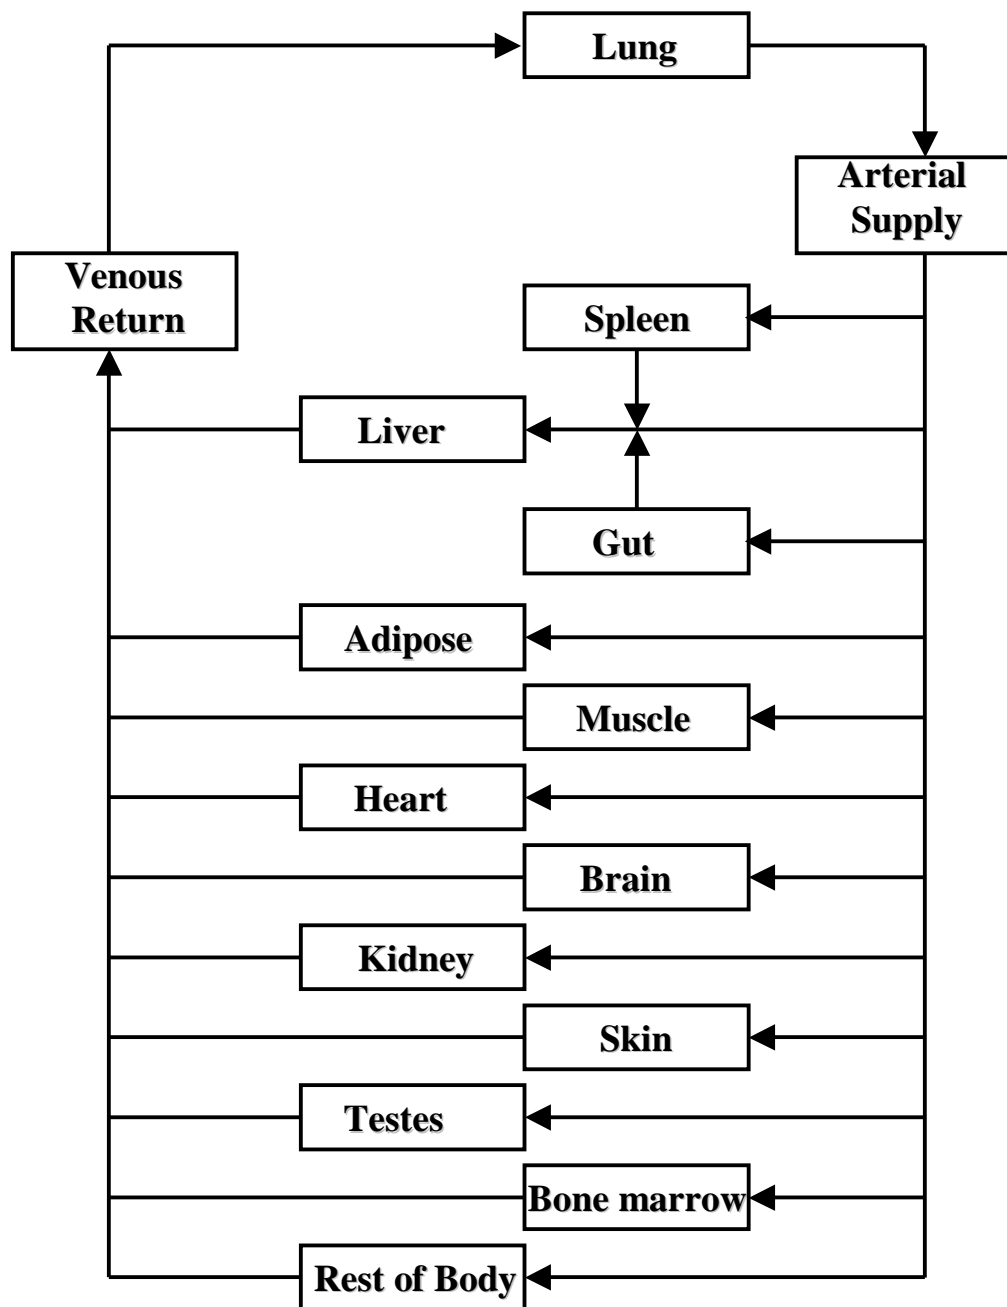 Lung
Arterial
Supply
Venous
Return
Spleen
Liver
Gut
Adipose
Muscle
Heart
Brain
Kidney
Skin
Testes
Bone marrow
Rest of Body